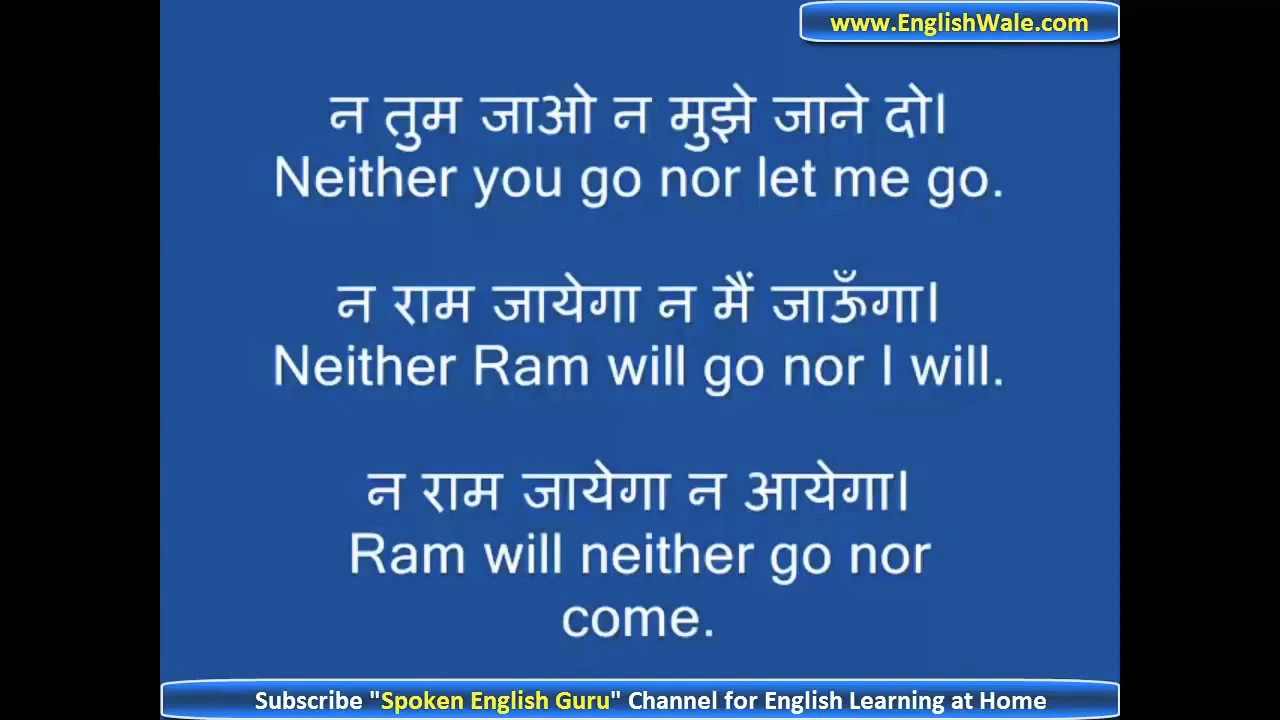 www.EnglishWale.com
न तुम जाओ न मुझे जाने दो।
Neither you go nor let me go.
न राम जायेगा न मैं जाऊँगा।
Neither Ram will go nor I will.
न राम जायेगा न आयेगा।
Ram will neither go nor
come.
Subscribe "Spoken English Guru" Channel for English Learning at Home